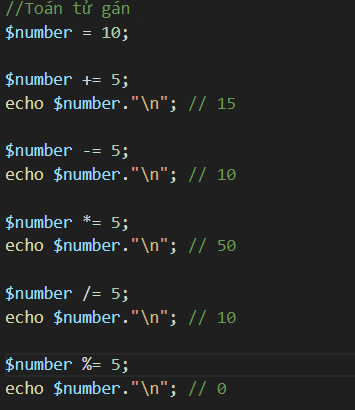 //Toán tử gán
$number = 10;
$number += 5;
echo $number."\n"; // 15
$number -= 5;
echo $number."\n"; // 10
$number *= 5;
echo $number."\n"; // 50
$number /= 5;
echo $number."\n"; // 10
$number %= 5;
echo $number."\n"; // 0